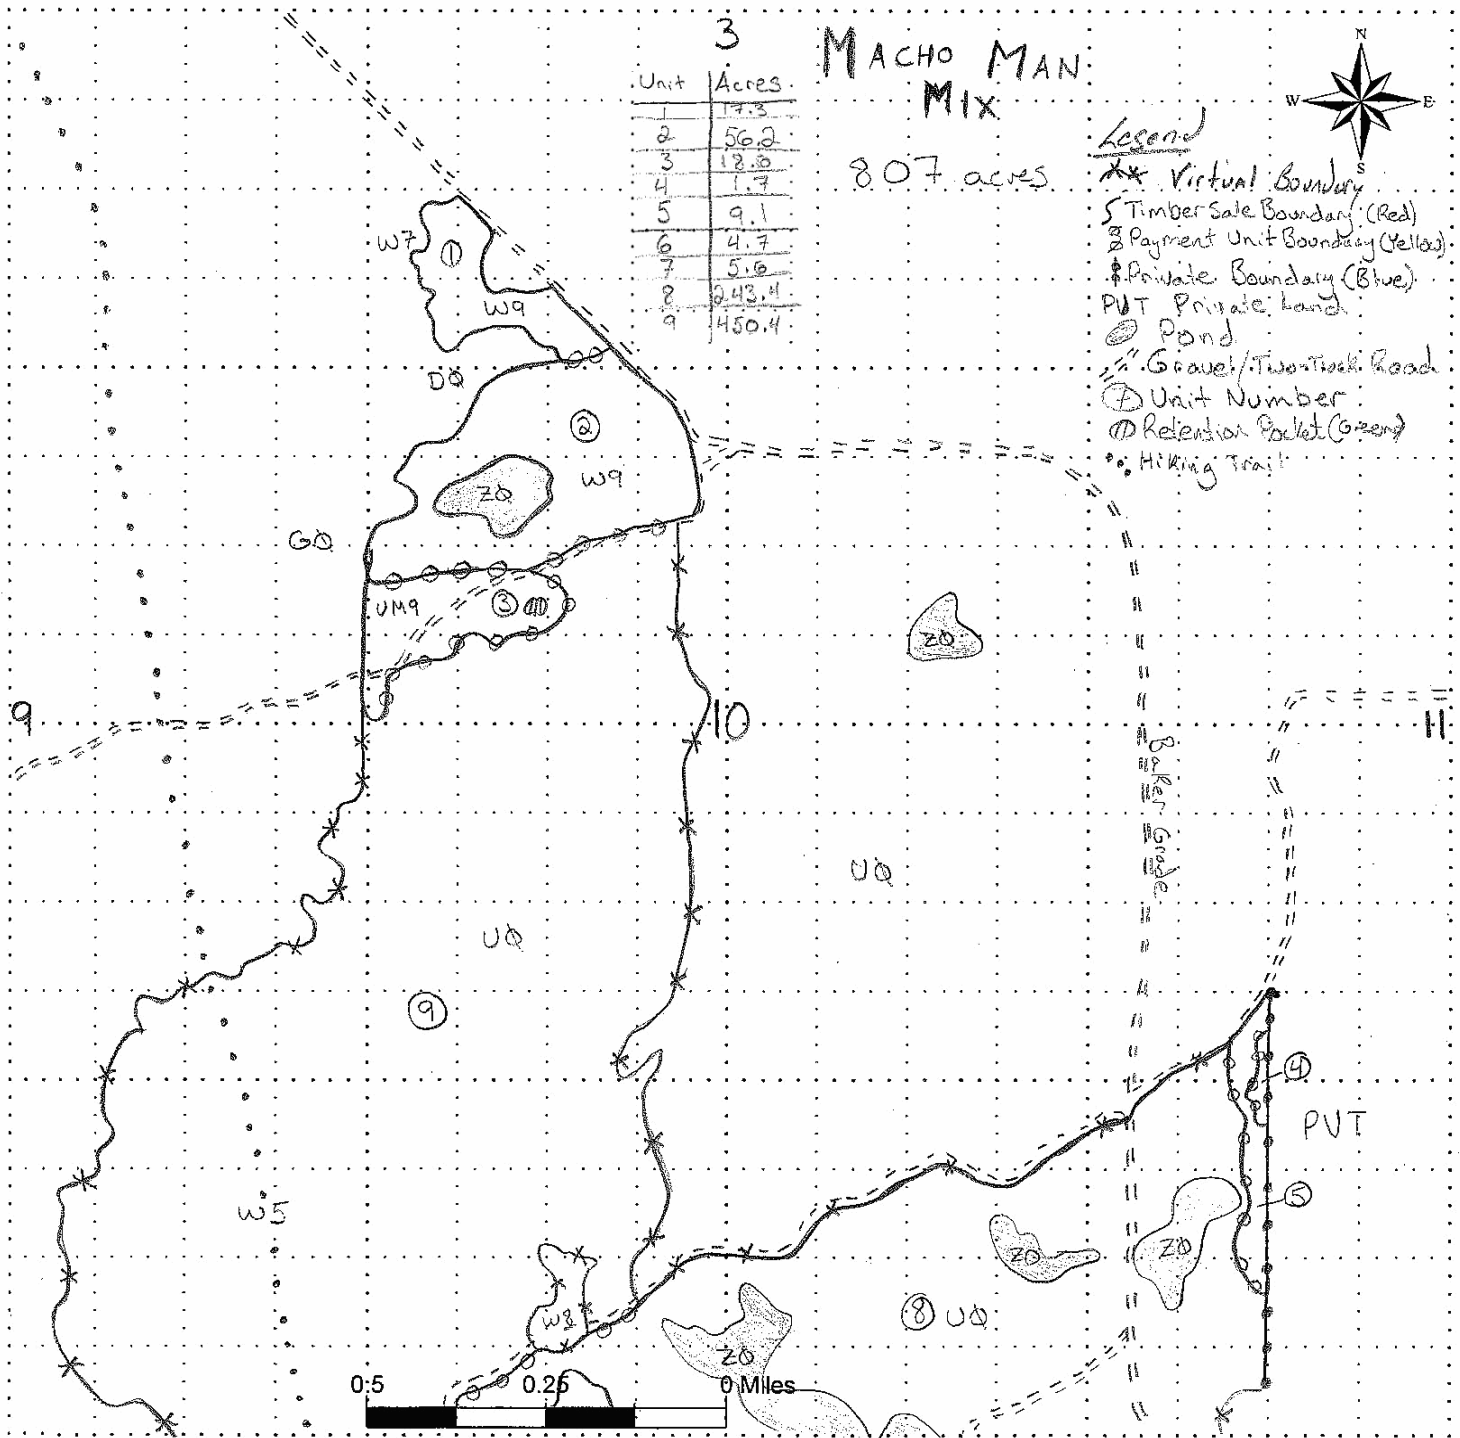 3
MACHO MAN
MIX
807 acres
Unit Acres
1 17.3
2 56.2
3 18.6
4 1.7
5 9.1
6 4.7
7 5.6
8 243.4
9 450.4
N
W E
S
Legend
Virtual Boundary
Timber Sale Boundary (Red)
Payment Unit Boundary (Yellow)
Private Boundary (Blue)
PVT Private Land
Pond
Gravel/Two-Track Road
7 Unit Number
Retention Pocket (Green)
Hiking Trail
W7
1
W9
DØ
2
ZØ
W9
GØ
UM9
3
ZØ
9
10
11
Baker Grade
UØ
UØ
9
4
PVT
5
W5
ZØ
ZØ
W8
8 UØ
ZØ
0.5 0.25 0 Miles